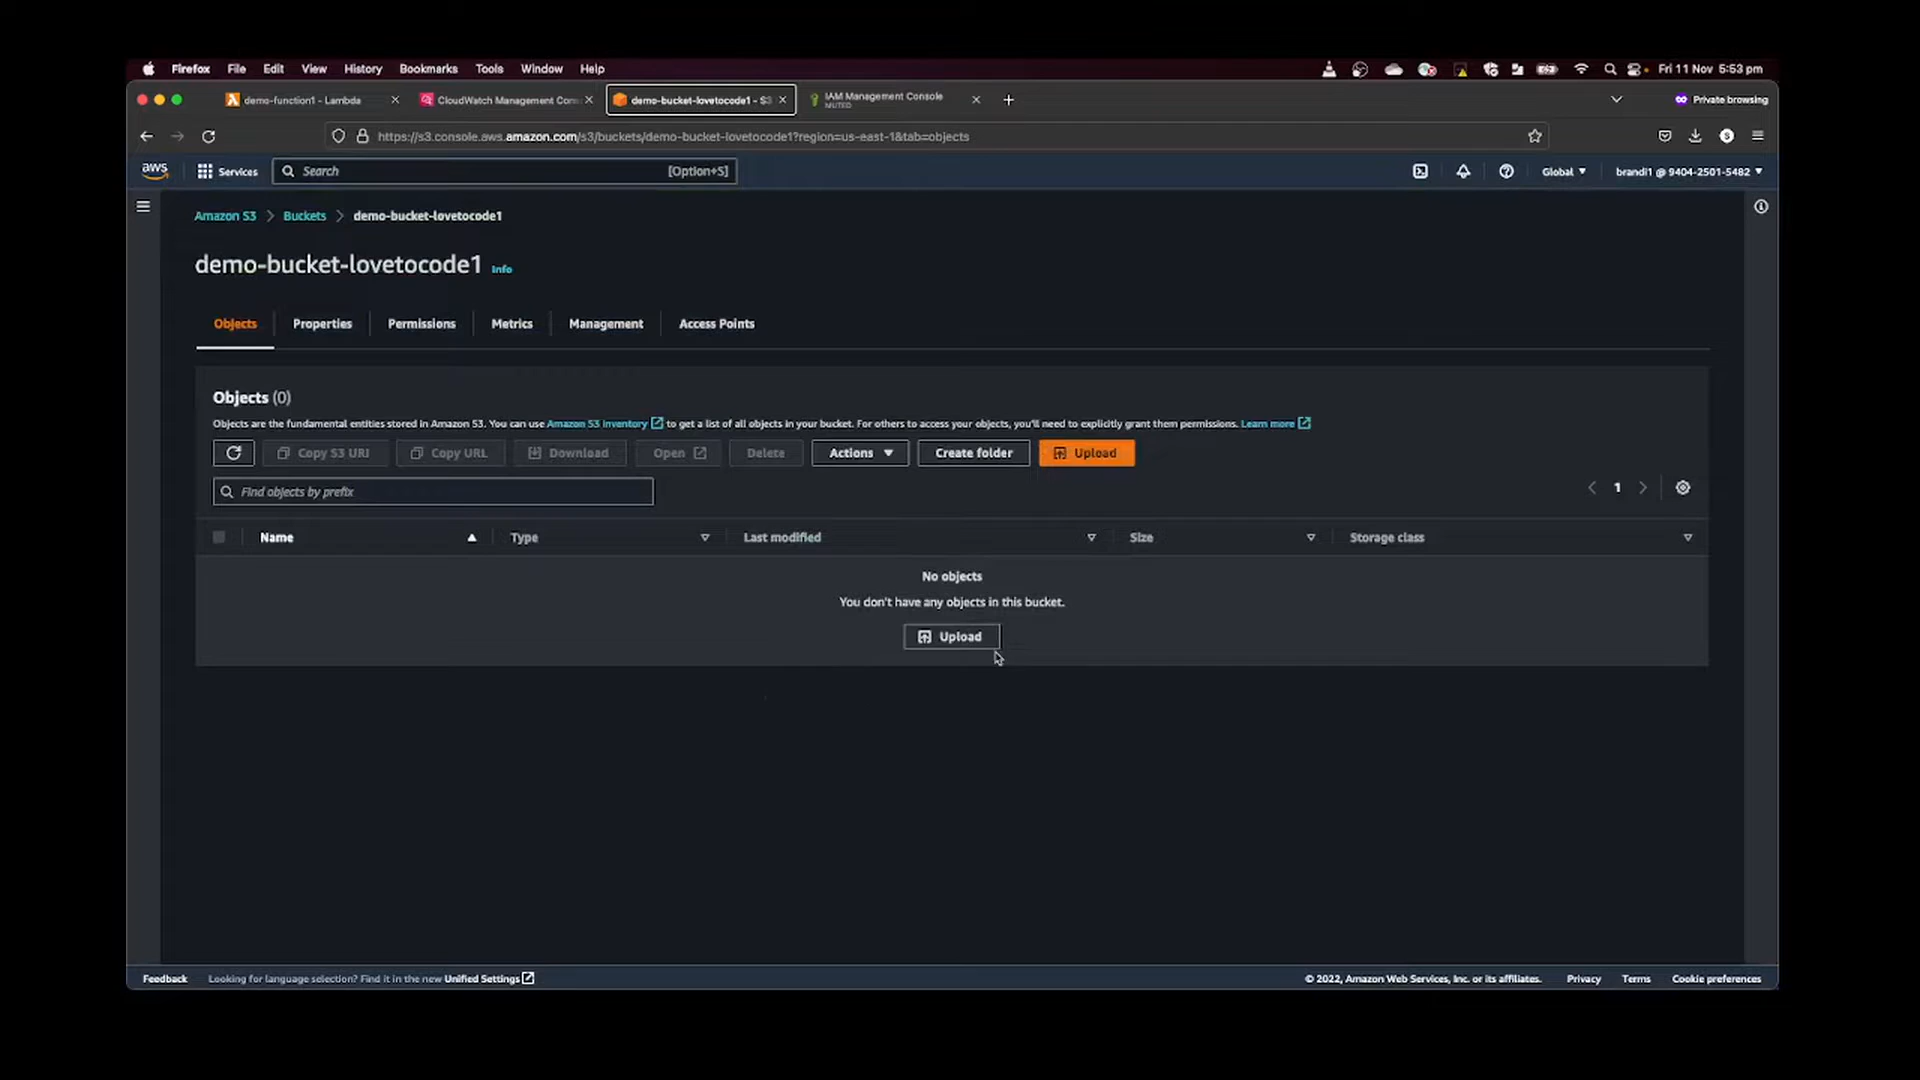 Firefox File Edit View History Bookmarks Tools Window Help Fri 11 Nov 5:53 pm
demo-function1 - Lambda CloudWatch Management Con demo-bucket-lovetocode1 - S3 IAM Management Console Private browsing
MUTED
https://s3.console.aws.amazon.com/s3/buckets/demo-bucket-lovetocode1?region=us-east-1&tab=objects
aws Services Search [Option+S] Global brandi1 @ 9404-2501-5482
Amazon S3 > Buckets > demo-bucket-lovetocode1
demo-bucket-lovetocode1 Info
Objects Properties Permissions Metrics Management Access Points
Objects (0)
Objects are the fundamental entities stored in Amazon S3. You can use Amazon S3 inventory to get a list of all objects in your bucket. For others to access your objects, you'll need to explicitly grant them permissions. Learn more
Copy S3 URI Copy URL Download Open Delete Actions Create folder Upload
Find objects by prefix 1
Name Type Last modified Size Storage class
No objects
You don't have any objects in this bucket.
Upload
Feedback Looking for language selection? Find it in the new Unified Settings © 2022, Amazon Web Services, Inc. or its affiliates. Privacy Terms Cookie preferences